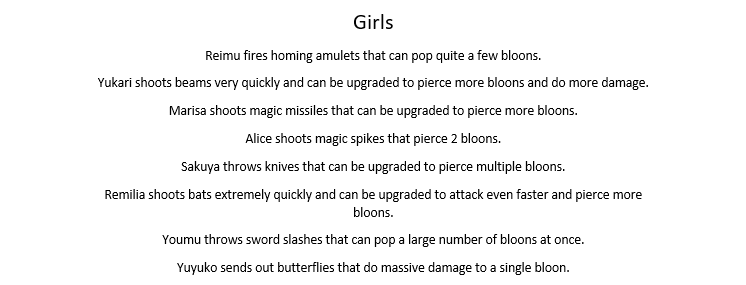 Girls
Reimu fires homing amulets that can pop quite a few bloons.
Yukari shoots beams very quickly and can be upgraded to pierce more bloons and do more damage.
Marisa shoots magic missiles that can be upgraded to pierce more bloons.
Alice shoots magic spikes that pierce 2 bloons.
Sakuya throws knives that can be upgraded to pierce multiple bloons.
Remilia shoots bats extremely quickly and can be upgraded to attack even faster and pierce more
bloons.
Youmu throws sword slashes that can pop a large number of bloons at once.
Yuyuko sends out butterflies that do massive damage to a single bloon.